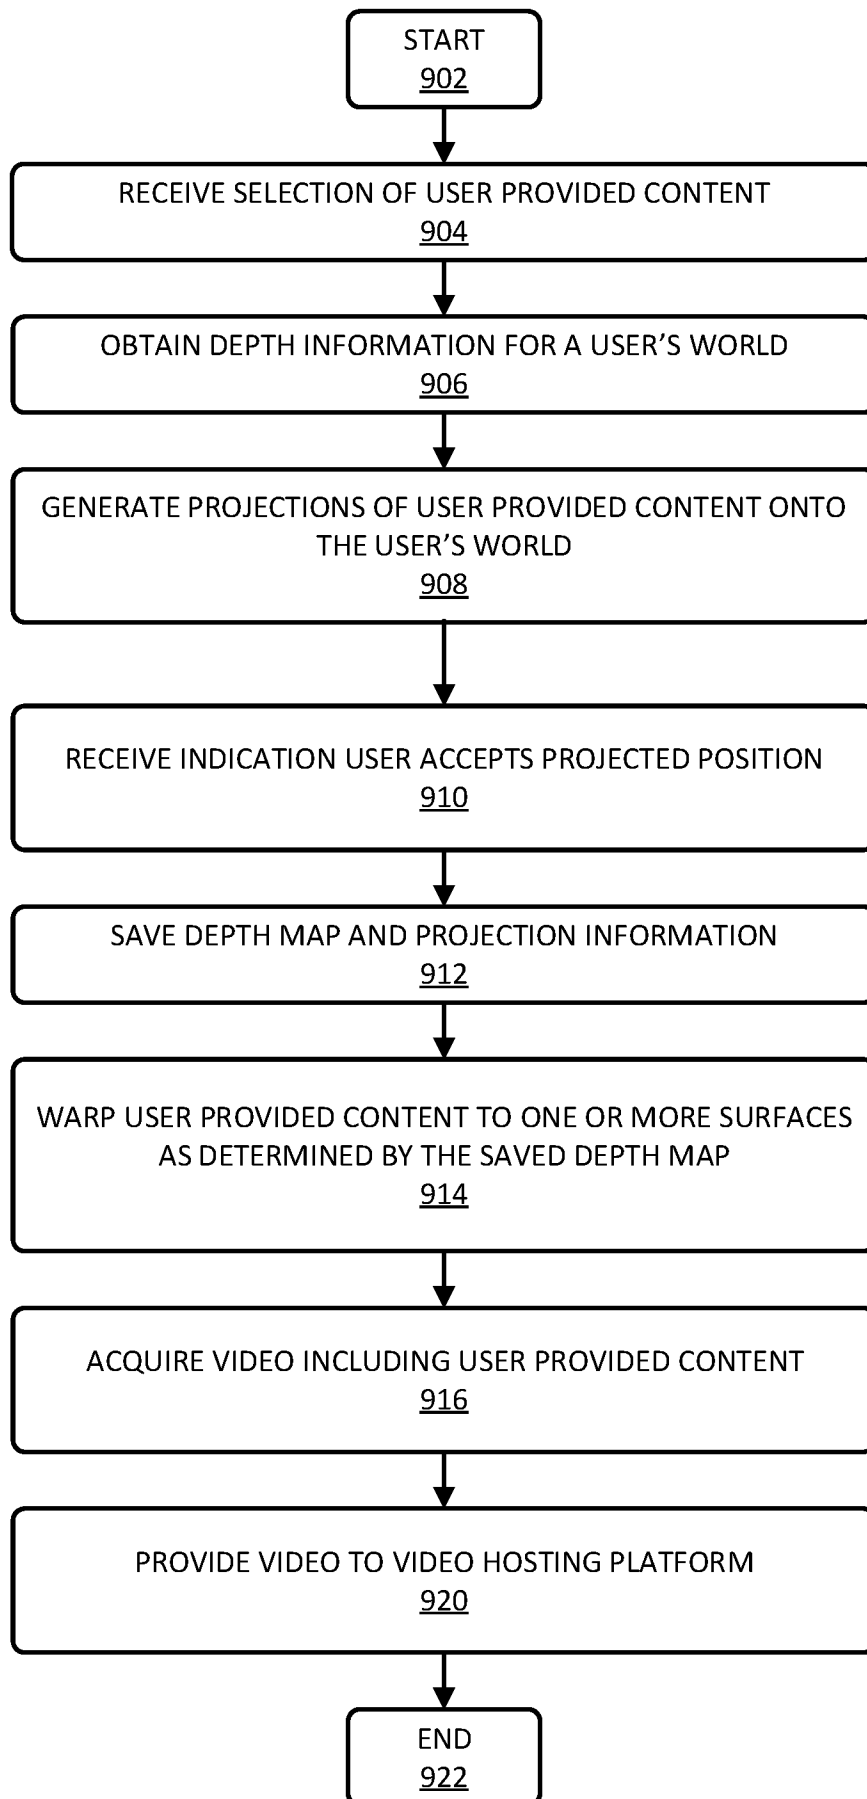 START
902
RECEIVE SELECTION OF USER PROVIDED CONTENT
904
OBTAIN DEPTH INFORMATION FOR A USER’S WORLD
906
GENERATE PROJECTIONS OF USER PROVIDED CONTENT ONTO
THE USER’S WORLD
908
RECEIVE INDICATION USER ACCEPTS PROJECTED POSITION
910
SAVE DEPTH MAP AND PROJECTION INFORMATION
912
WARP USER PROVIDED CONTENT TO ONE OR MORE SURFACES
AS DETERMINED BY THE SAVED DEPTH MAP
914
ACQUIRE VIDEO INCLUDING USER PROVIDED CONTENT
916
PROVIDE VIDEO TO VIDEO HOSTING PLATFORM
920
END
922